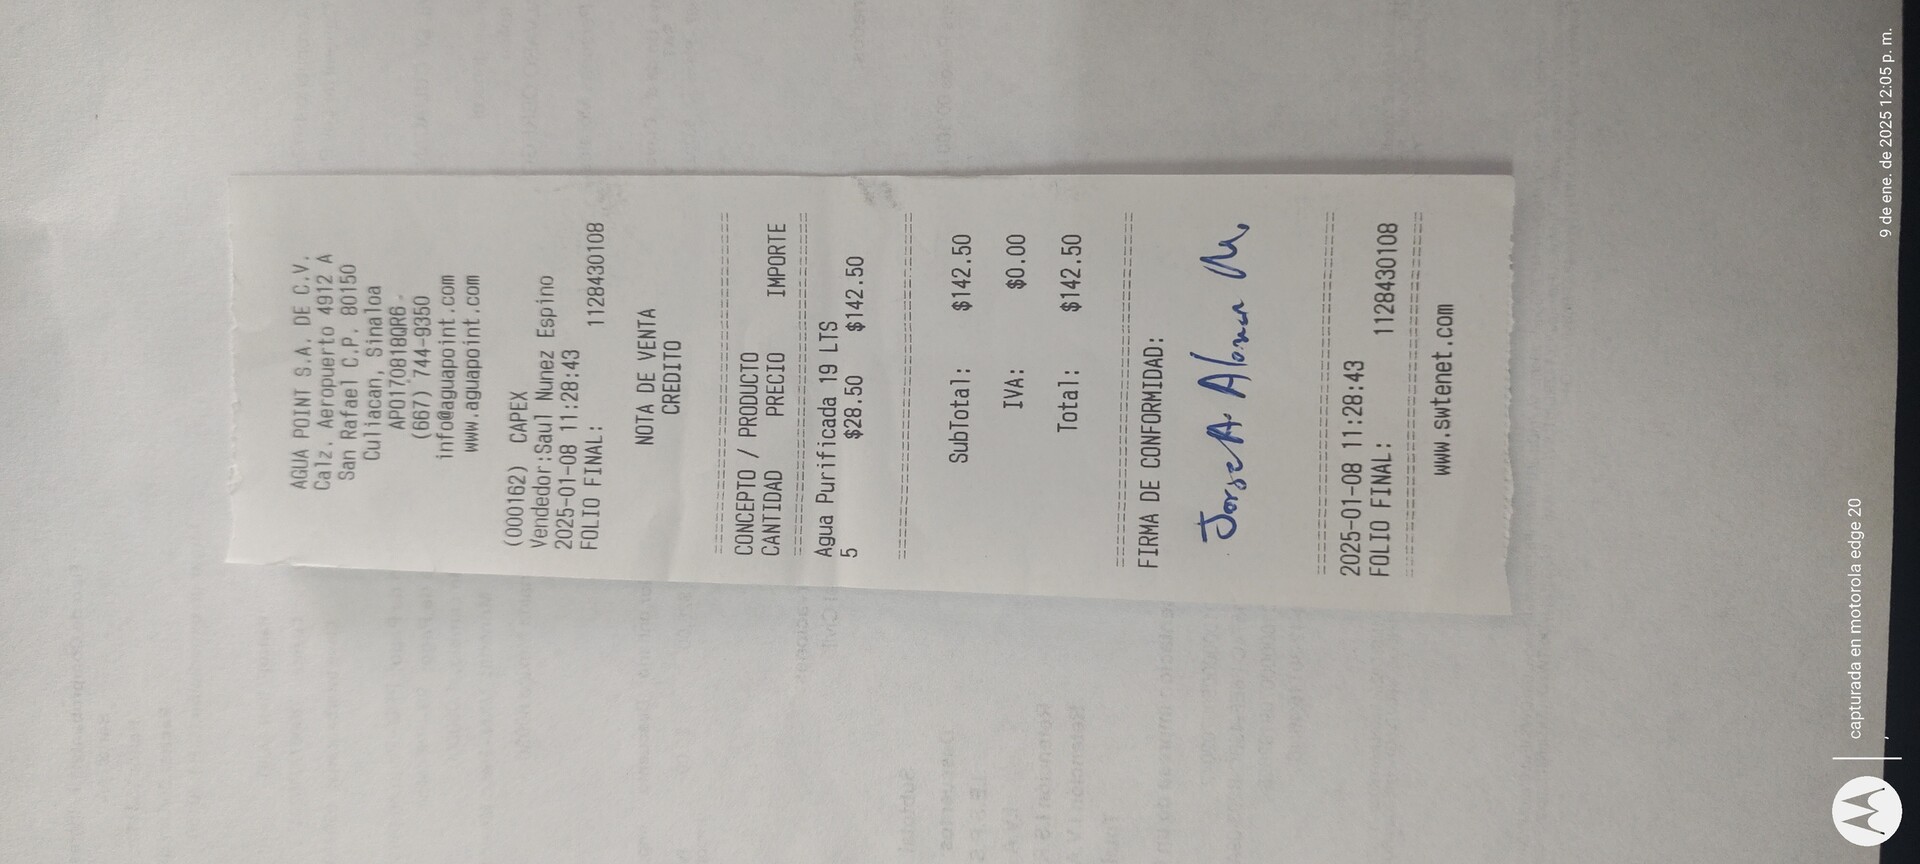 AGUA POINT S.A. DE C.V.
Calz. Aeropuerto 4912 A
San Rafael C.P. 80150
Culiacan, Sinaloa
APO170818QR6
(667) 744-9350
info@aguapoint.com
www.aguapoint.com
(000162) CAPEX
Vendedor:Saul Nunez Espino
2025-01-08 11:28:43
FOLIO FINAL: 1128430108
NOTA DE VENTA
CREDITO
CONCEPTO / PRODUCTO
CANTIDAD PRECIO IMPORTE
Agua Purificada 19 LTS
5 $28.50 $142.50
SubTotal: $142.50
IVA: $0.00
Total: $142.50
FIRMA DE CONFORMIDAD:
Jorge A.
2025-01-08 11:28:43
FOLIO FINAL: 1128430108
www.swtenet.com
capturada en motorola edge 20
9 de ene. de 2025 12:05 p. m.